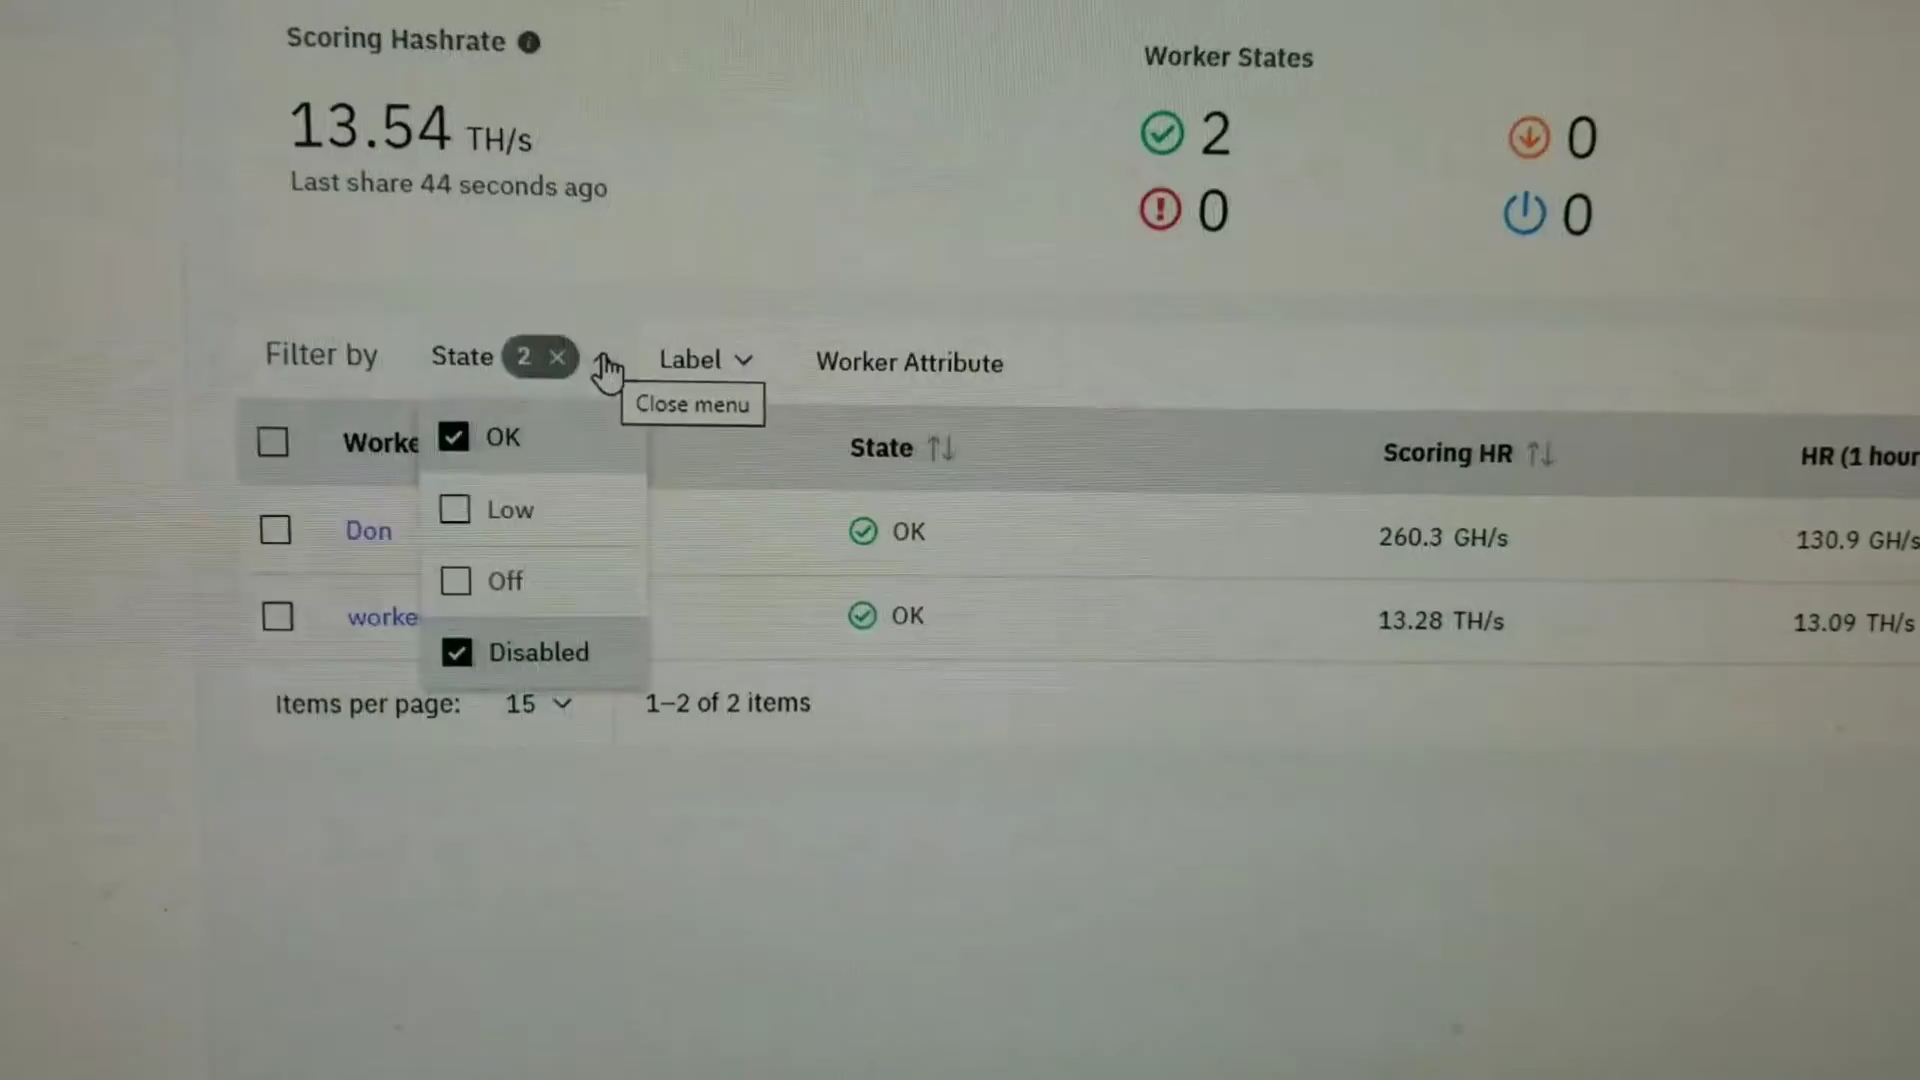 Scoring Hashrate
13.54 TH/s
Last share 44 seconds ago
Worker States
2
0
0
0
Filter by State 2 Label Worker Attribute
Close menu
Worke State Scoring HR HR (1 hour
OK
Don OK 260.3 GH/s 130.9 GH/s
Low
Off
worke OK 13.28 TH/s 13.09 TH/s
Disabled
Items per page: 15 1–2 of 2 items